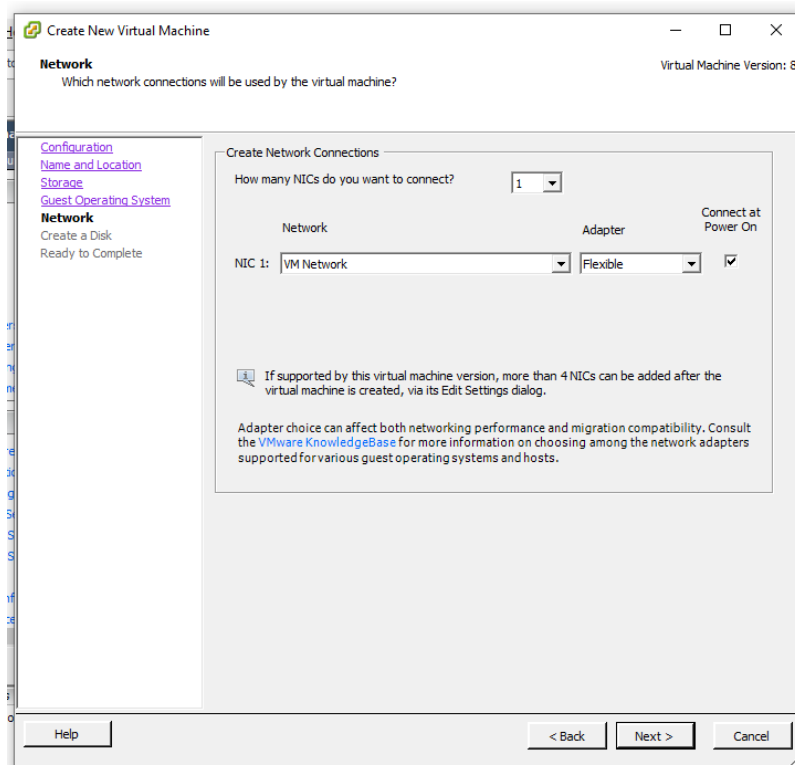 Create New Virtual Machine
Network
Which network connections will be used by the virtual machine?
Virtual Machine Version: 8
Configuration
Name and Location
Storage
Guest Operating System
Network
Create a Disk
Ready to Complete
Create Network Connections
How many NICs do you want to connect?
1
Network
Adapter
Connect at
Power On
NIC 1:
VM Network
Flexible
If supported by this virtual machine version, more than 4 NICs can be added after the
virtual machine is created, via its Edit Settings dialog.
Adapter choice can affect both networking performance and migration compatibility. Consult
the VMware KnowledgeBase for more information on choosing among the network adapters
supported for various guest operating systems and hosts.
Help
< Back
Next >
Cancel